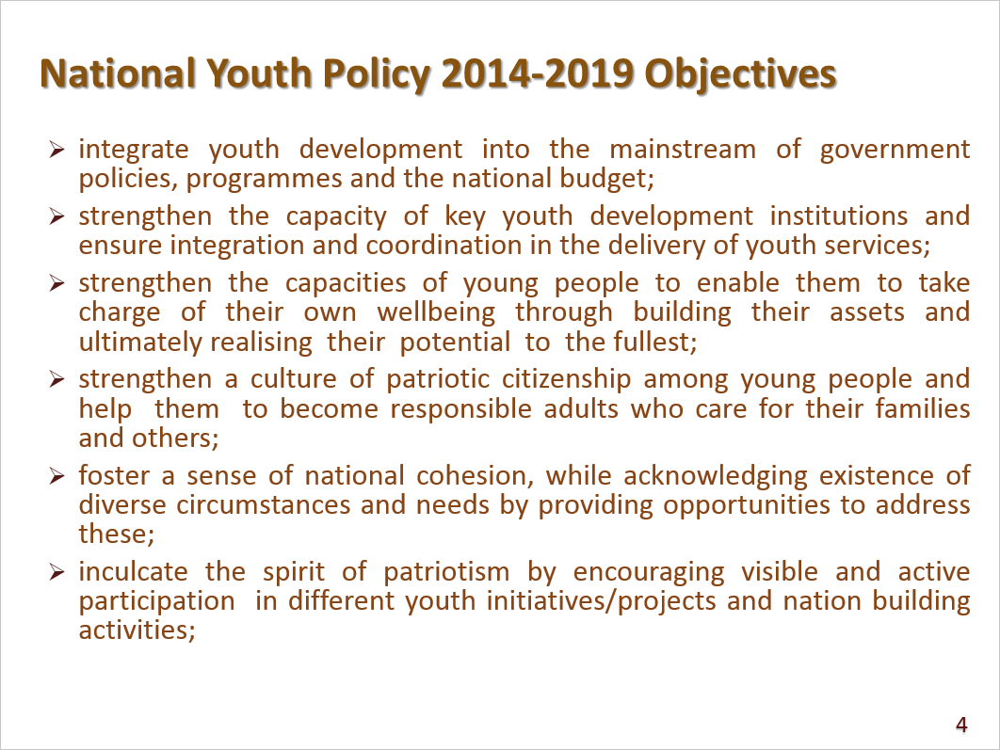 National Youth Policy 2014-2019 Objectives
➢ integrate youth development into the mainstream of government
policies, programmes and the national budget;
➢ strengthen the capacity of key youth development institutions and
ensure integration and coordination in the delivery of youth services;
➢ strengthen the capacities of young people to enable them to take
charge of their own wellbeing through building their assets and
ultimately realising their potential to the fullest;
➢ strengthen a culture of patriotic citizenship among young people and
help them to become responsible adults who care for their families
and others;
➢ foster a sense of national cohesion, while acknowledging existence of
diverse circumstances and needs by providing opportunities to address
these;
➢ inculcate the spirit of patriotism by encouraging visible and active
participation in different youth initiatives/projects and nation building
activities;
4